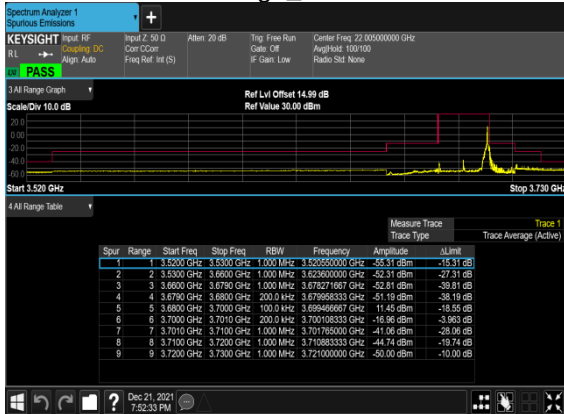 Spectrum Analyzer 1
Spurious Emissions
KEYSIGHT Input: RF Input Z: 50 Ω Atten: 20 dB Trig: Free Run Center Freq: 22.005000000 GHz
RL Coupling: DC Corr CCorr Gate: Off Avg|Hold: 100/100
Align: Auto Freq Ref: Int (S) IF Gain: Low Radio Std: None
PASS
3 All Range Graph
Ref Lvl Offset 14.99 dB
Scale/Div 10.0 dB Ref Value 30.00 dBm
20.0
0.00
-20.0
-40.0
-60.0
Start 3.520 GHz Stop 3.730 GHz
4 All Range Table
Measure Trace Trace 1
Trace Type Trace Average (Active)
Spur Range Start Freq Stop Freq RBW Frequency Amplitude ΔLimit
1 1 3.5200 GHz 3.5300 GHz 1.000 MHz 3.520550000 GHz -55.31 dBm -15.31 dB
2 2 3.5300 GHz 3.6600 GHz 1.000 MHz 3.623600000 GHz -52.31 dBm -27.31 dB
3 3 3.6600 GHz 3.6790 GHz 1.000 MHz 3.678271667 GHz -52.81 dBm -39.81 dB
4 4 3.6790 GHz 3.6800 GHz 200.0 kHz 3.679958333 GHz -51.19 dBm -38.19 dB
5 5 3.6800 GHz 3.7000 GHz 100.0 kHz 3.699466667 GHz 11.45 dBm -18.55 dB
6 6 3.7000 GHz 3.7010 GHz 200.0 kHz 3.700108333 GHz -16.96 dBm -3.963 dB
7 7 3.7010 GHz 3.7100 GHz 1.000 MHz 3.701765000 GHz -41.06 dBm -28.06 dB
8 8 3.7100 GHz 3.7200 GHz 1.000 MHz 3.710883333 GHz -44.74 dBm -19.74 dB
9 9 3.7200 GHz 3.7300 GHz 1.000 MHz 3.721000000 GHz -50.00 dBm -10.00 dB
Dec 21, 2021
7:52:33 PM